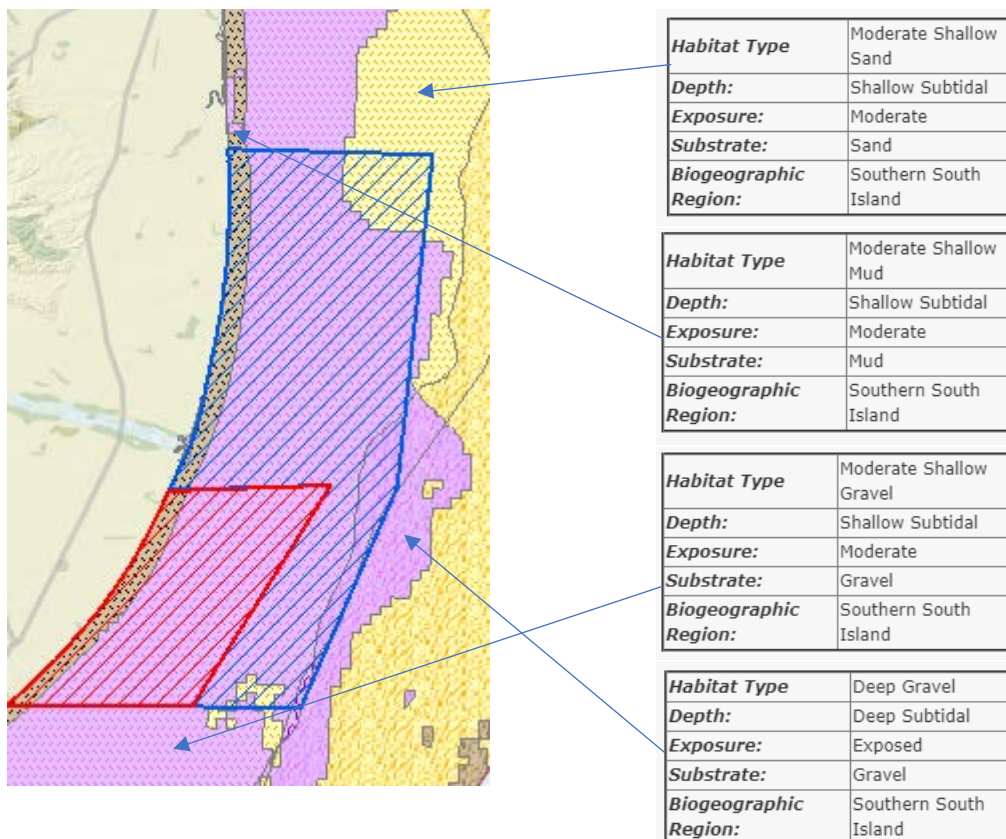 Habitat Type Moderate Shallow
Sand
Depth: Shallow Subtidal
Exposure: Moderate
Substrate: Sand
Biogeographic Southern South
Region: Island
Habitat Type Moderate Shallow
Mud
Depth: Shallow Subtidal
Exposure: Moderate
Substrate: Mud
Biogeographic Southern South
Region: Island
Habitat Type Moderate Shallow
Gravel
Depth: Shallow Subtidal
Exposure: Moderate
Substrate: Gravel
Biogeographic Southern South
Region: Island
Habitat Type Deep Gravel
Depth: Deep Subtidal
Exposure: Exposed
Substrate: Gravel
Biogeographic Southern South
Region: Island